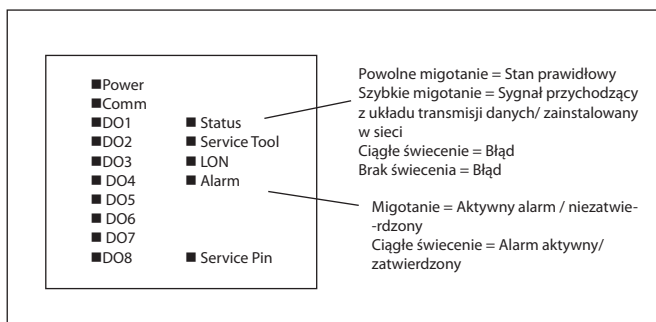 Power
Comm
DO1
DO2
DO3
DO4
DO5
DO6
DO7
DO8
Status
Service Tool
LON
Alarm
Service Pin
Powolne migotanie = Stan prawidłowy
Szybkie migotanie = Sygnał przychodzący
z układu transmisji danych/ zainstalowany
w sieci
Ciągłe świecenie = Błąd
Brak świecenia = Błąd
Migotanie = Aktywny alarm / niezatwie-
-rdzony
Ciągłe świecenie = Alarm aktywny/
zatwierdzony